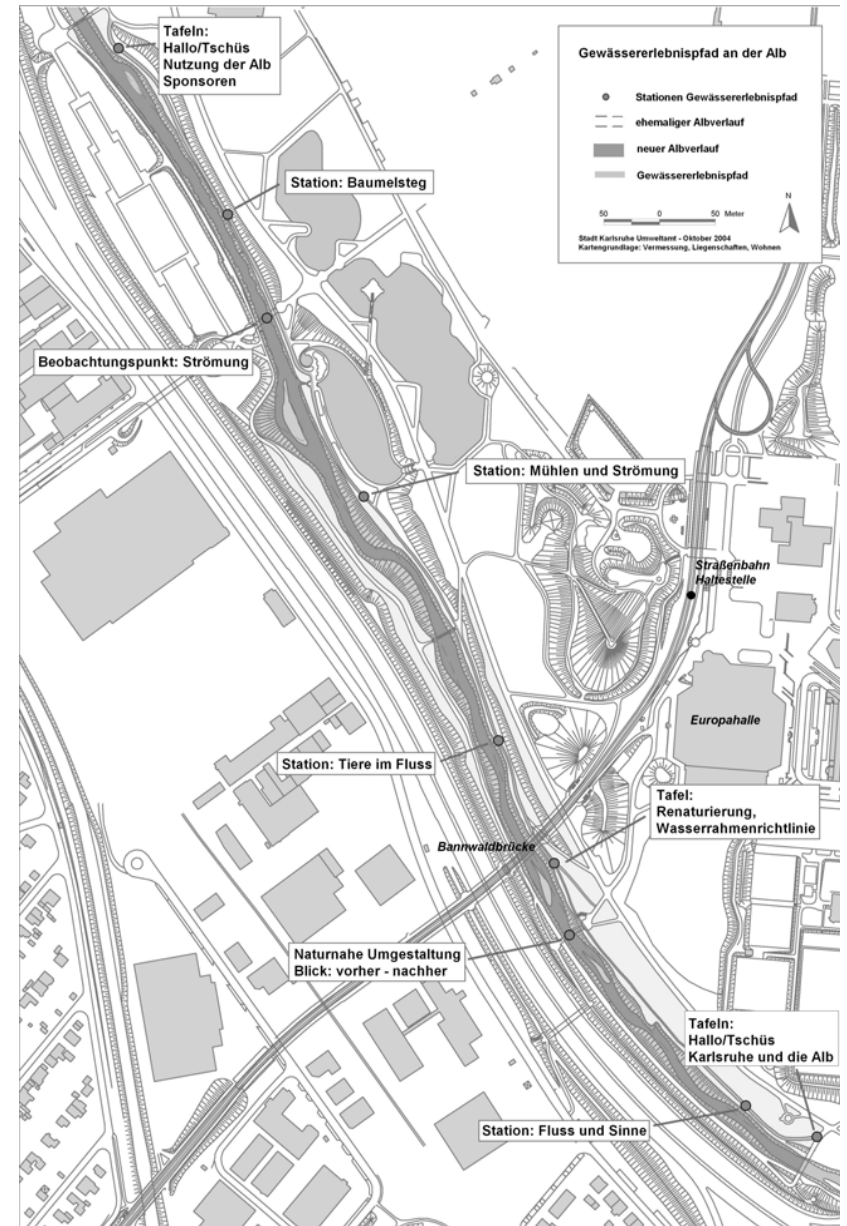 Tafeln:
Hallo/Tschüs
Nutzung der Alb
Sponsoren
Gewässererlebnispfad an der Alb
Stationen Gewässererlebnispfad
ehemaliger Albverlauf
neuer Albverlauf
Gewässererlebnispfad
N
50 0 50 Meter
Stadt Karlsruhe Umweltamt - Oktober 2004
Kartengrundlage: Vermessung, Liegenschaften, Wohnen
Station: Baumelsteg
Beobachtungspunkt: Strömung
Station: Mühlen und Strömung
Straßenbahn
Haltestelle
Europahalle
Station: Tiere im Fluss
Tafel:
Renaturierung,
Wasserrahmenrichtlinie
Bannwaldbrücke
Naturnahe Umgestaltung
Blick: vorher - nachher
Tafeln:
Hallo/Tschüs
Karlsruhe und die Alb
Station: Fluss und Sinne